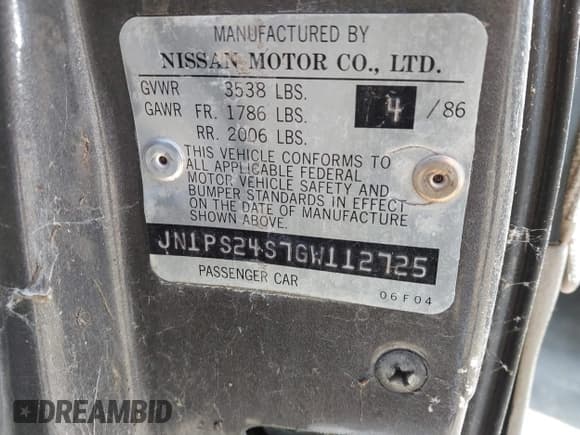 MANUFACTURED BY
NISSAN MOTOR CO., LTD.
GVWR 3538 LBS.
GAWR FR. 1786 LBS. 4 / 86
RR. 2006 LBS.
THIS VEHICLE CONFORMS TO
ALL APPLICABLE FEDERAL
MOTOR VEHICLE SAFETY AND
BUMPER STANDARDS IN EFFECT
ON THE DATE OF MANUFACTURE
SHOWN ABOVE.
JN1PS24S7GW112725
PASSENGER CAR
06F04
DREAMBID